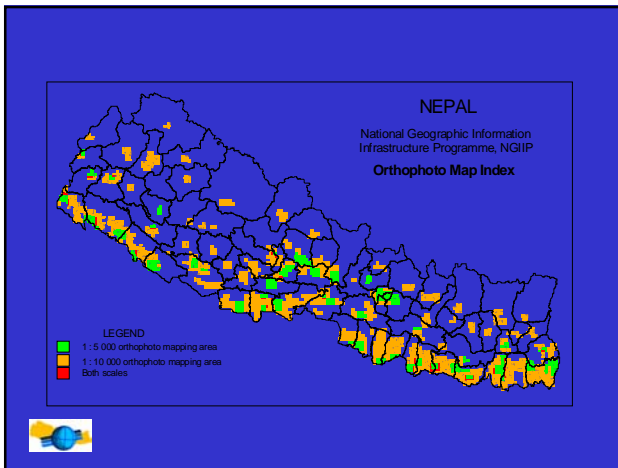 NEPAL
National Geographic Information
Infrastructure Programme, NGIIP
Orthophoto Map Index
LEGEND
1 : 5 000 orthophoto mapping area
1 : 10 000 orthophoto mapping area
Both scales